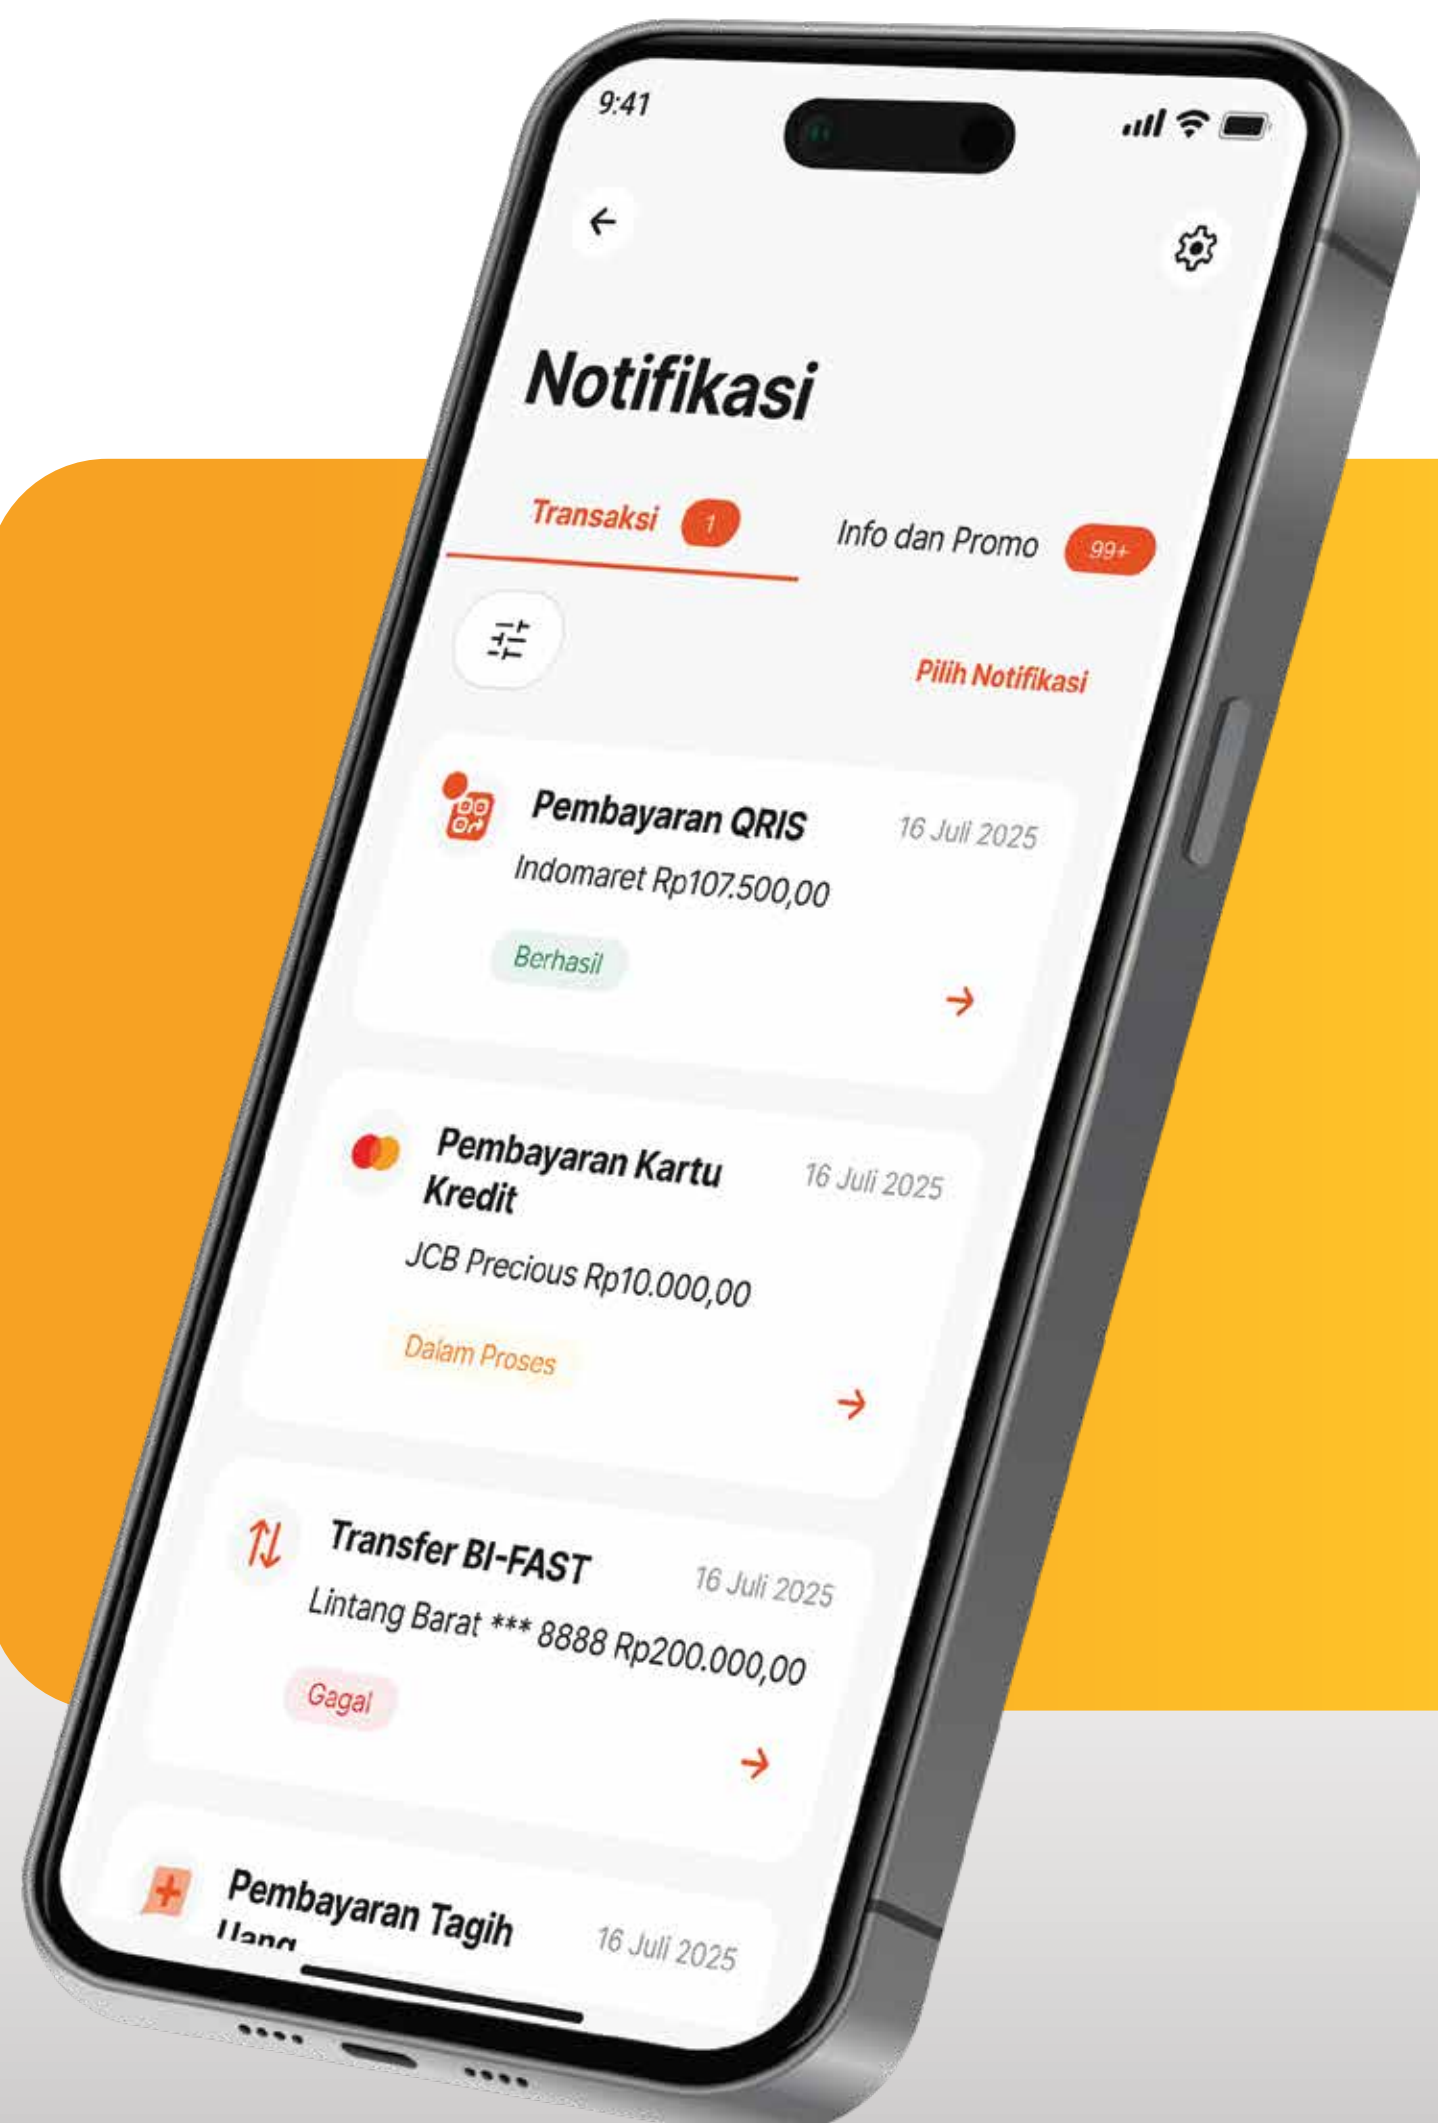 9:41
Notifikasi
Transaksi 1
Info dan Promo 99+
Pilih Notifikasi
Pembayaran QRIS
16 Juli 2025
Indomaret Rp107.500,00
Berhasil
Pembayaran Kartu
Kredit
16 Juli 2025
JCB Precious Rp10.000,00
Dalam Proses
Transfer BI-FAST
16 Juli 2025
Lintang Barat *** 8888 Rp200.000,00
Gagal
Pembayaran Tagih
Uang
16 Juli 2025